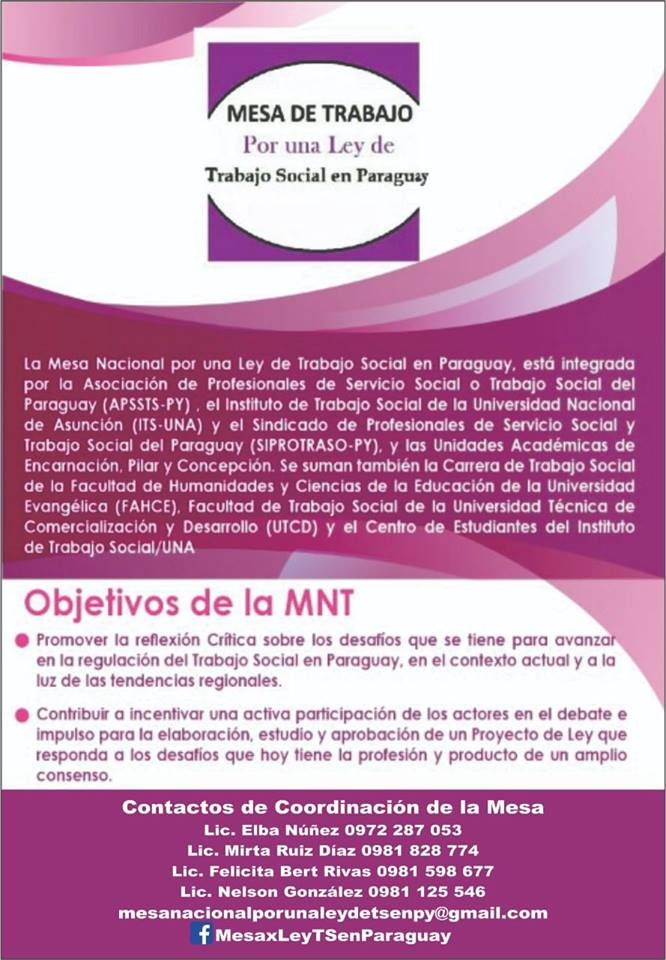 MESA DE TRABAJO
Por una Ley de
Trabajo Social en Paraguay
La Mesa Nacional por una Ley de Trabajo Social en Paraguay, está integrada
por la Asociación de Profesionales de Servicio Social o Trabajo Social del
Paraguay (APSSTS-PY) , el Instituto de Trabajo Social de la Universidad Nacional
de Asunción (ITS-UNA) y el Sindicado de Profesionales de Servicio Social y
Trabajo Social del Paraguay (SIPROTRASO-PY), y las Unidades Académicas de
Encarnación, Pilar y Concepción. Se suman también la Carrera de Trabajo Social
de la Facultad de Humanidades y Ciencias de la Educación de la Universidad
Evangélica (FAHCE), Facultad de Trabajo Social de la Universidad Técnica de
Comercialización y Desarrollo (UTCD) y el Centro de Estudiantes del Instituto
de Trabajo Social/UNA
Objetivos de la MNT
Promover la reflexión Crítica sobre los desafíos que se tiene para avanzar
en la regulación del Trabajo Social en Paraguay, en el contexto actual y a la
luz de las tendencias regionales.
Contribuir a incentivar una activa participación de los actores en el debate e
impulso para la elaboración, estudio y aprobación de un Proyecto de Ley que
responda a los desafíos que hoy tiene la profesión y producto de un amplio
consenso.
Contactos de Coordinación de la Mesa
Lic. Elba Núñez 0972 287 053
Lic. Mirta Ruiz Díaz 0981 828 774
Lic. Felicita Bert Rivas 0981 598 677
Lic. Nelson González 0981 125 546
mesanacionalporunaleydetsenpy@gmail.com
MesaxLeyTSenParaguay